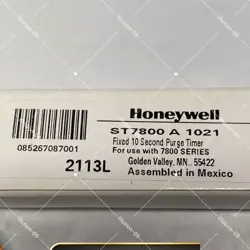 Honeywell
ST7800 A 1021
Fixed 10 Second Purge Timer
For use with 7800 SERIES
Golden Valley, MN.. 55422
Assembled in Mexico
085267087001
2113L